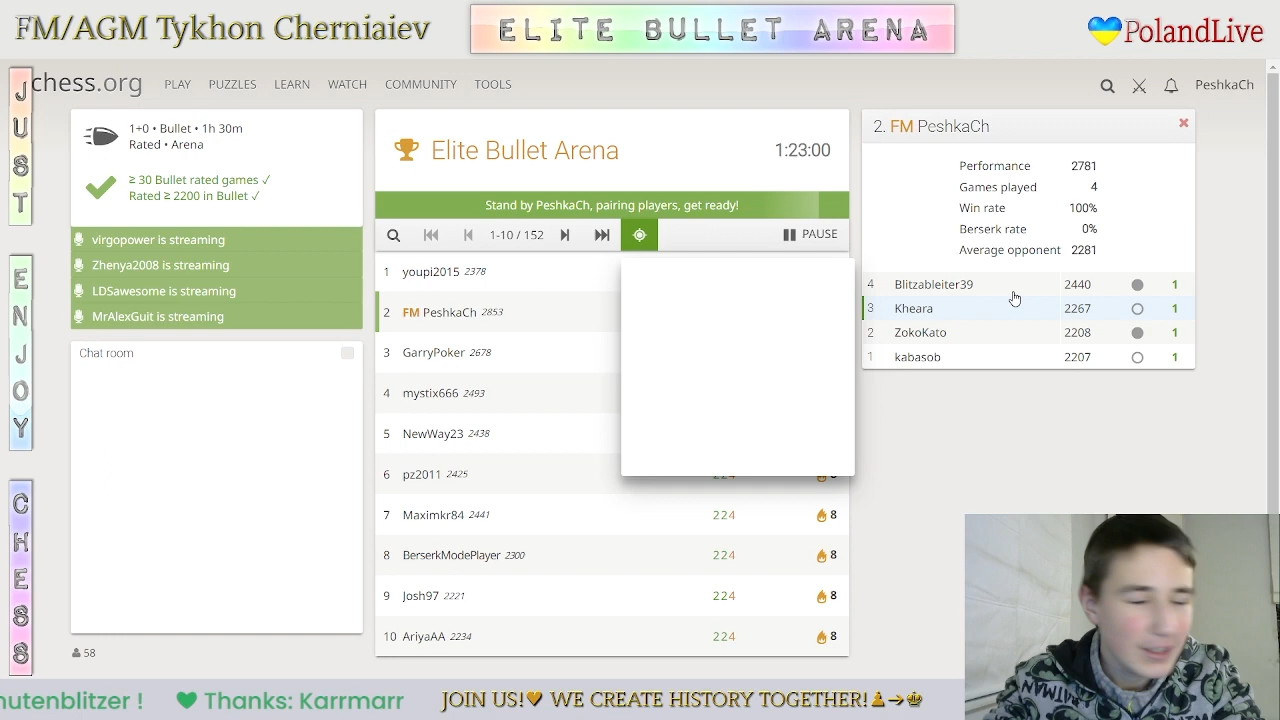 FM/AGM Tykhon Cherniaiev
ELITE BULLET ARENA
PolandLive
JUST
ENJOY
CHESS
chess.org
PLAY PUZZLES LEARN WATCH COMMUNITY TOOLS
PeshkaCh
1+0 • Bullet • 1h 30m
Rated • Arena
≥ 30 Bullet rated games ✓
Rated ≥ 2200 in Bullet ✓
virgopower is streaming
Zhenya2008 is streaming
LDSawesome is streaming
MrAlexGuit is streaming
Chat room
58
Elite Bullet Arena 1:23:00
Stand by PeshkaCh, pairing players, get ready!
1-10 / 152 PAUSE
1 youpi2015 2378
2 FM PeshkaCh 2853
3 GarryPoker 2678
4 mystix666 2493
5 NewWay23 2438
6 pz2011 2425
7 Maximkr84 2441 224 8
8 BerserkModePlayer 2300 224 8
9 Josh97 2221 224 8
10 AriyaAA 2234 224 8
2. FM PeshkaCh
Performance 2781
Games played 4
Win rate 100%
Berserk rate 0%
Average opponent 2281
4 Blitzableiter39 2440 1
3 Kheara 2267 1
2 ZokoKato 2208 1
1 kabasob 2207 1
BATMAN
nutenblitzer ! Thanks: Karrmarr
JOIN US! WE CREATE HISTORY TOGETHER!